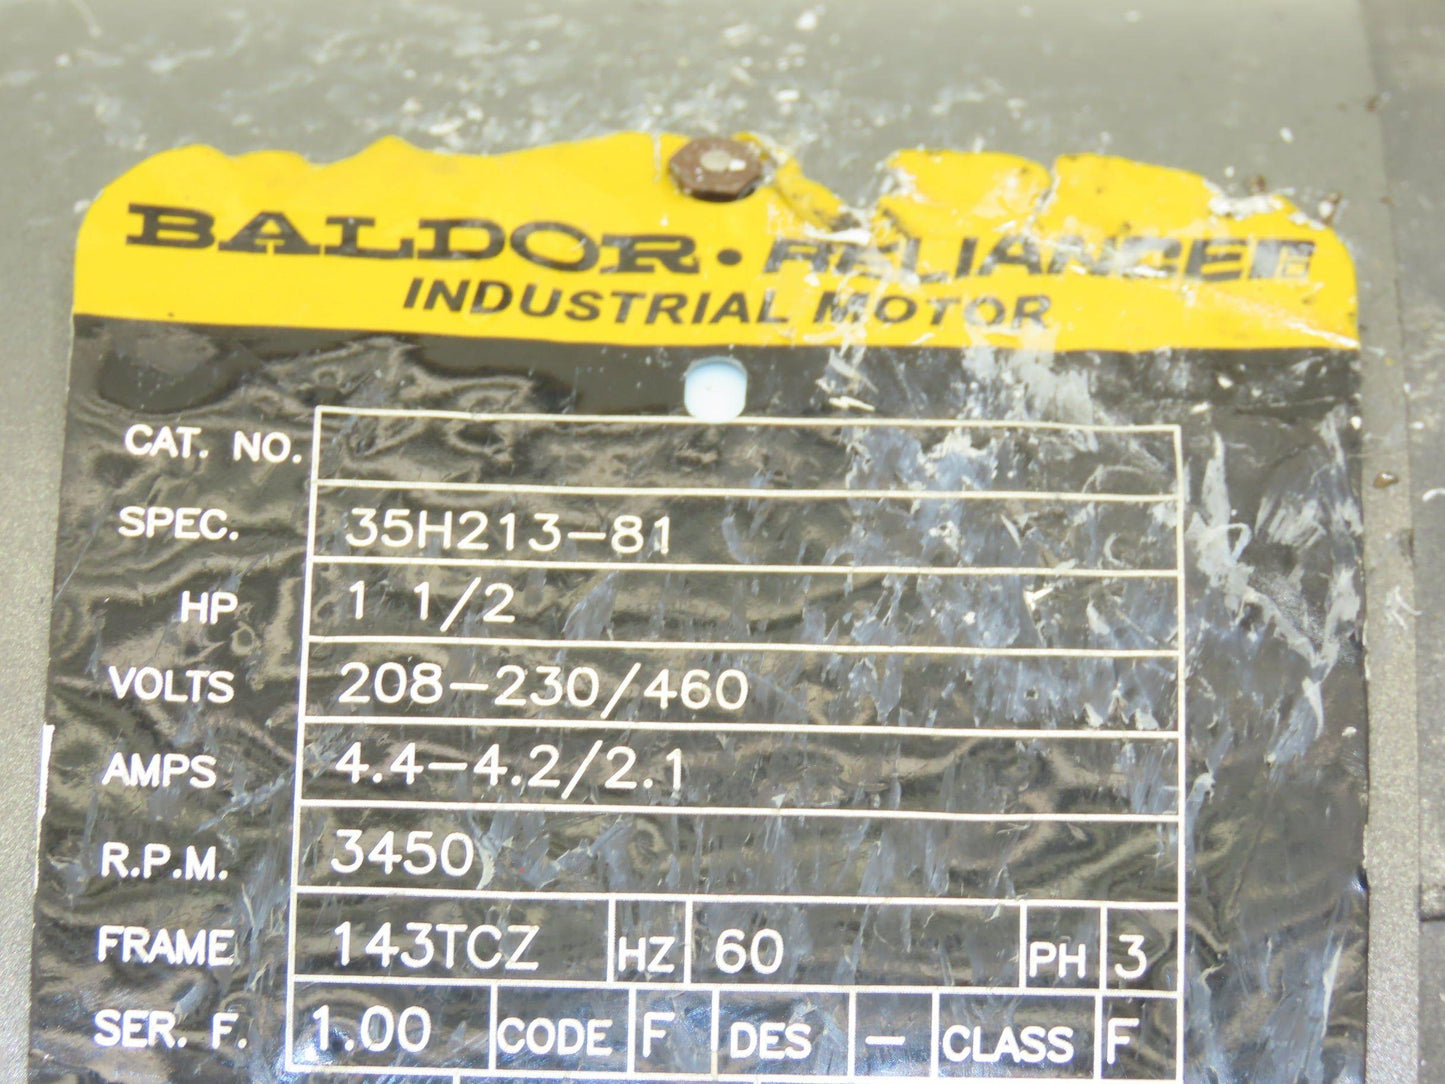 BALDOR • RELIANCER
INDUSTRIAL MOTOR
CAT. NO.
SPEC. 35H213-81
HP 1 1/2
VOLTS 208-230/460
AMPS 4.4-4.2/2.1
R.P.M. 3450
FRAME 143TCZ HZ 60 PH 3
SER. F. 1.00 CODE F DES - CLASS F